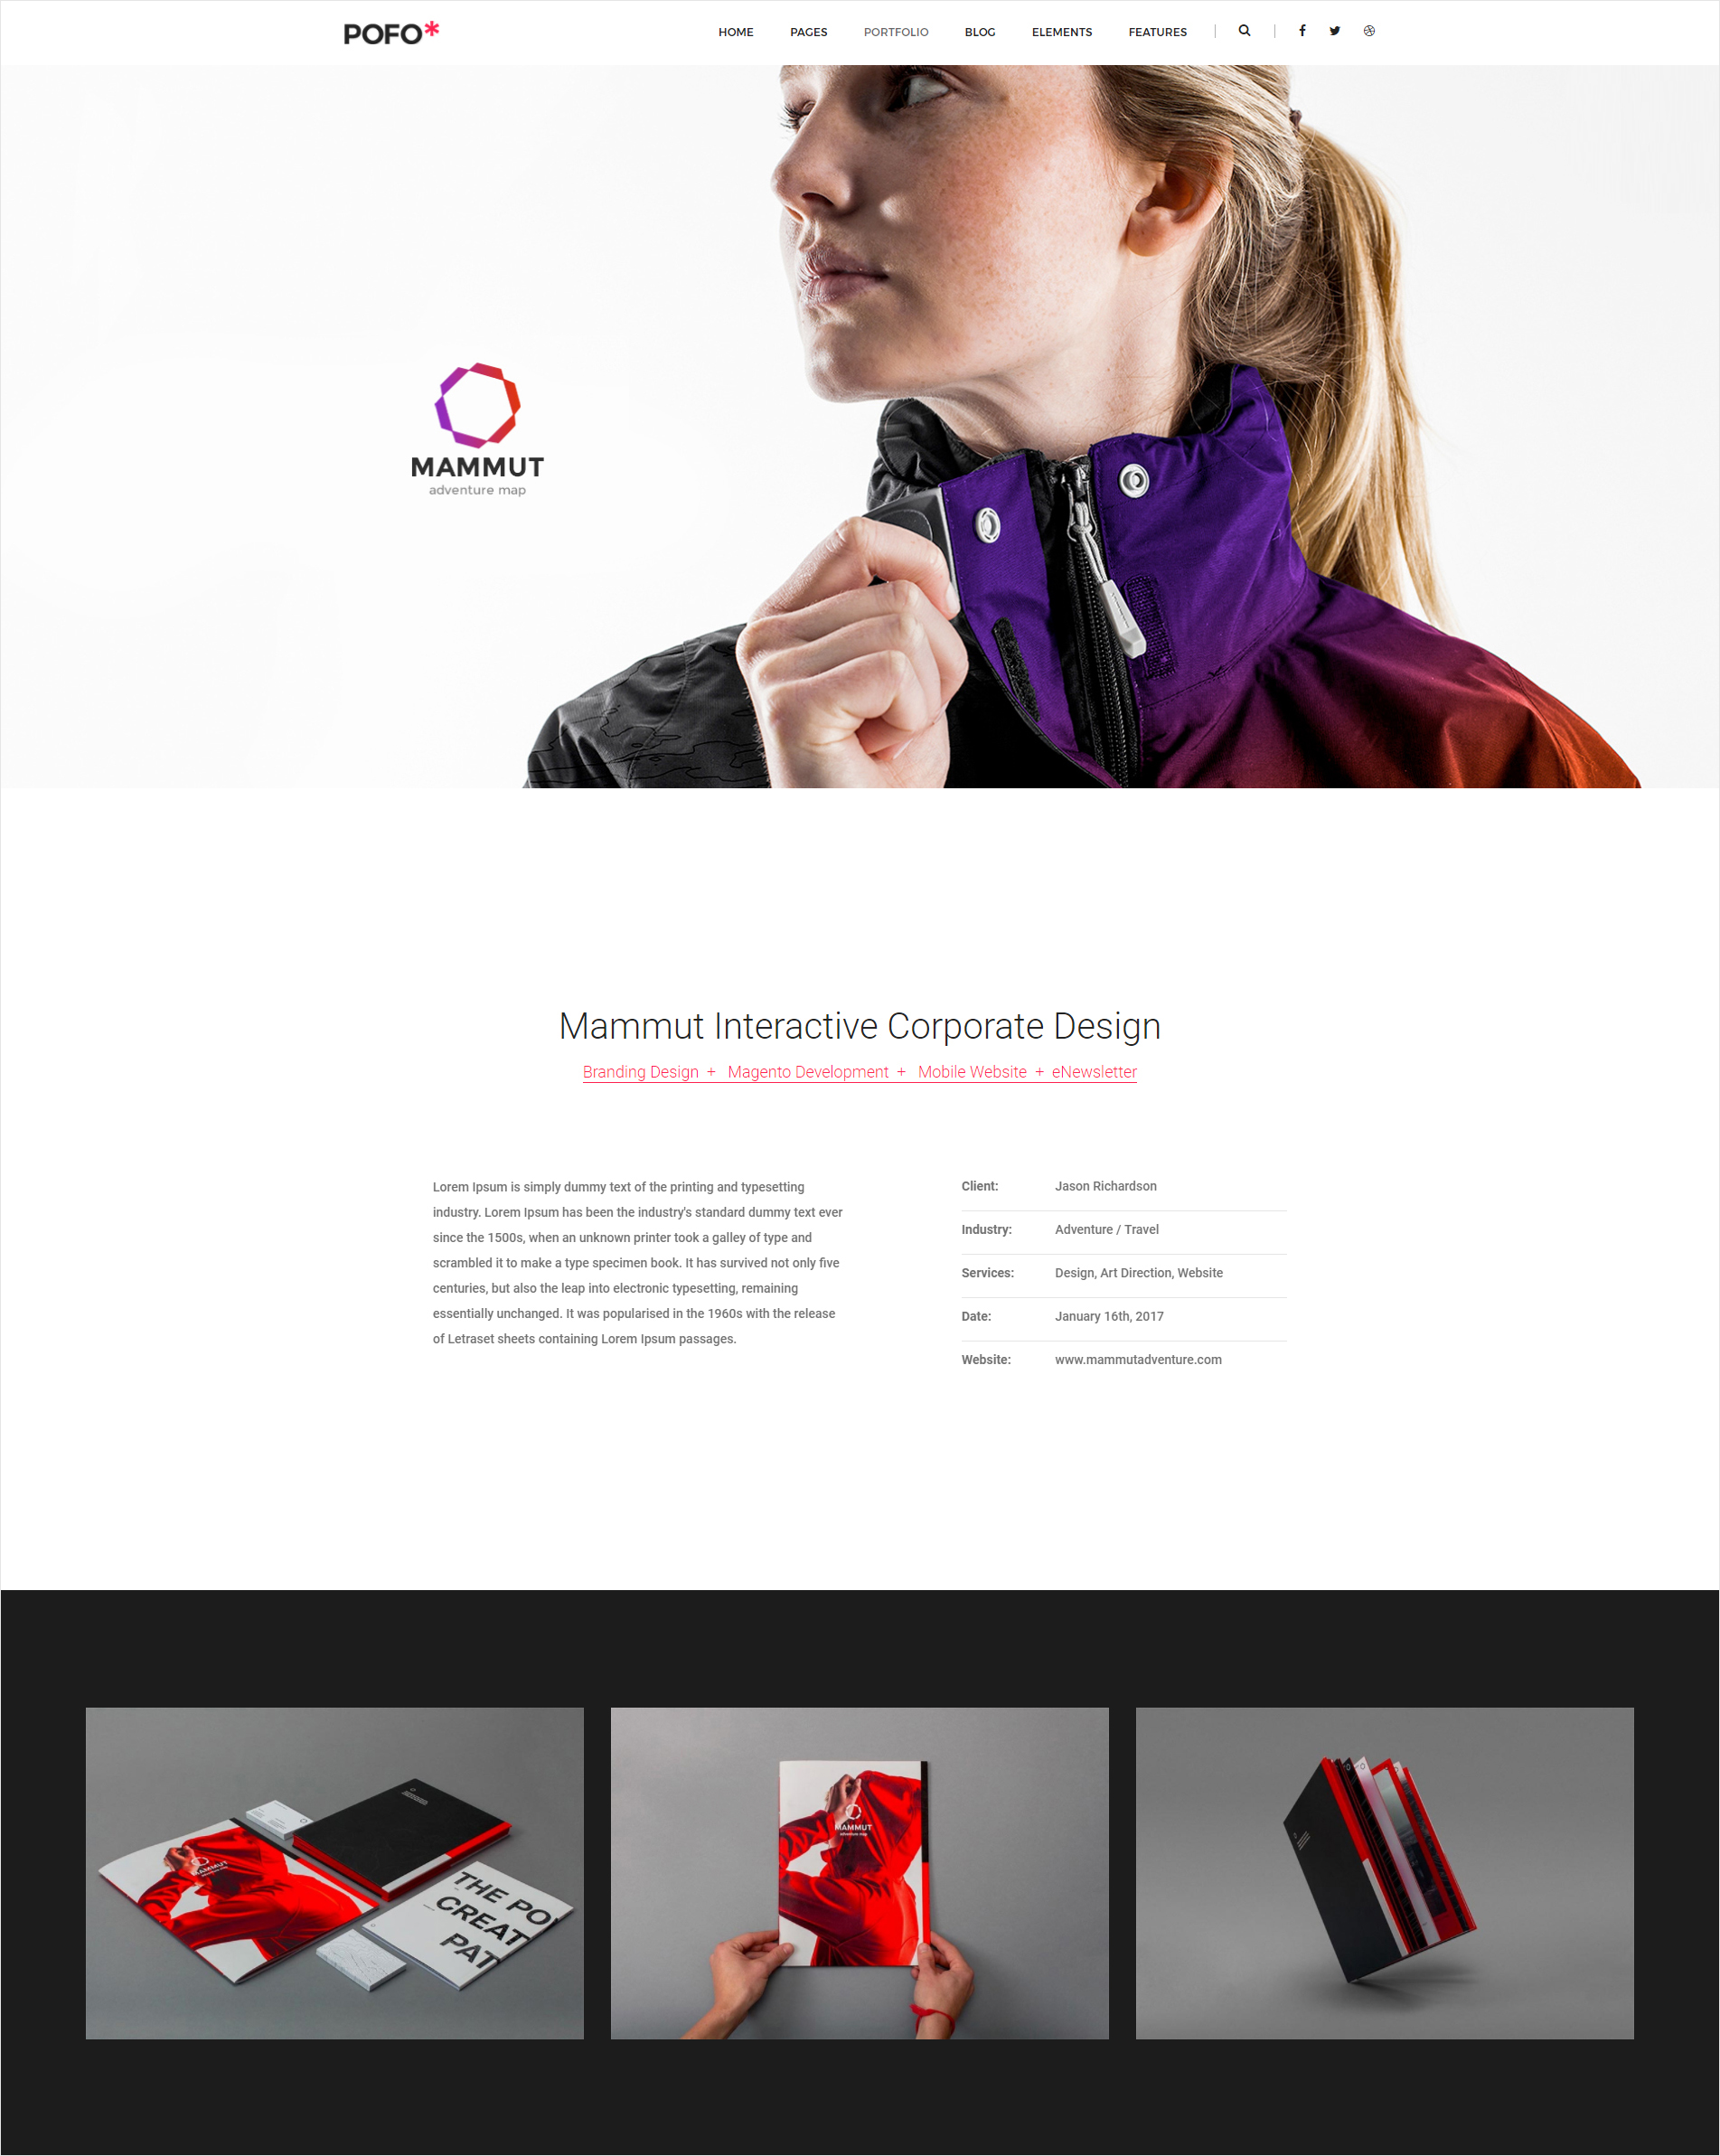 POFO*
HOME PAGES PORTFOLIO BLOG ELEMENTS FEATURES
MAMMUT
adventure map
Mammut Interactive Corporate Design
Branding Design + Magento Development + Mobile Website + eNewsletter
Lorem Ipsum is simply dummy text of the printing and typesetting
industry. Lorem Ipsum has been the industry's standard dummy text ever
since the 1500s, when an unknown printer took a galley of type and
scrambled it to make a type specimen book. It has survived not only five
centuries, but also the leap into electronic typesetting, remaining
essentially unchanged. It was popularised in the 1960s with the release
of Letraset sheets containing Lorem Ipsum passages.
Client: Jason Richardson
Industry: Adventure / Travel
Services: Design, Art Direction, Website
Date: January 16th, 2017
Website: www.mammutadventure.com
MAMMUT
THE PO
CREAT
PAT
MAMMUT
adventure map